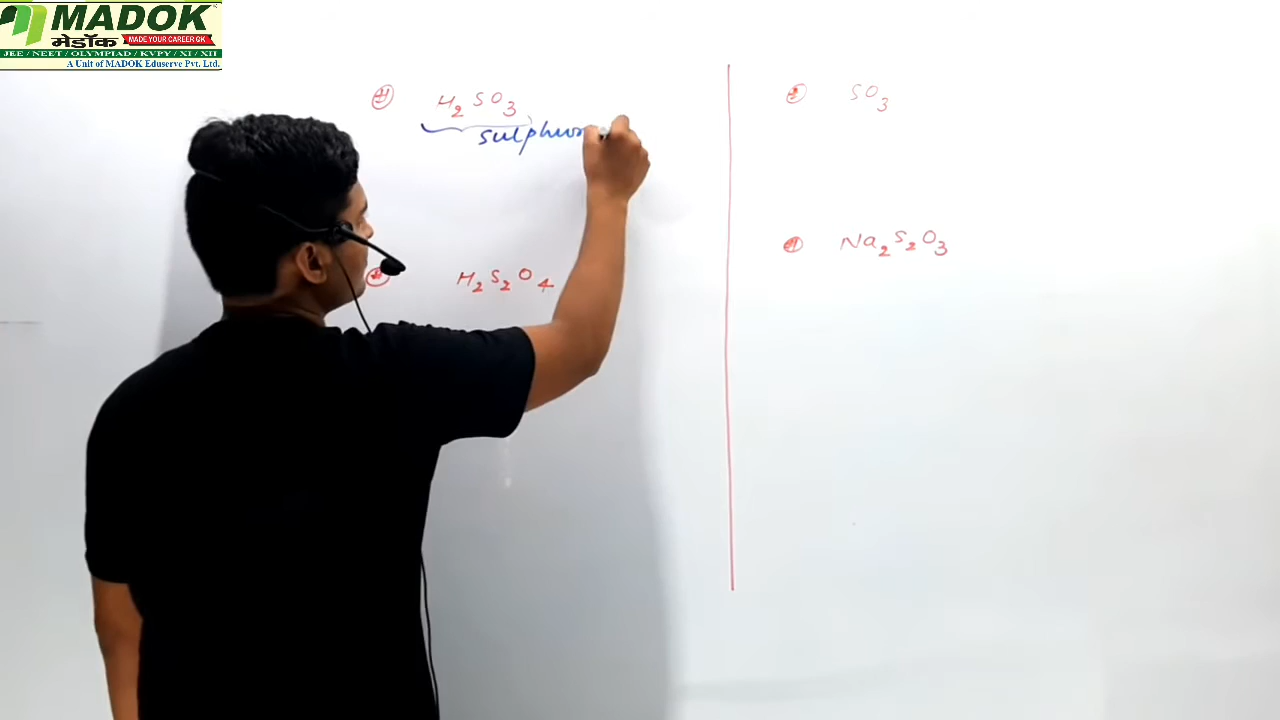 MADOK
मेडॉक MADE YOUR CAREER GK
JEE / NEET / OLYMPIAD / KVPY / XI / XII
A Unit of MADOK Eduserve Pvt. Ltd.
H2SO3
sulphur
H2S2O4
SO3
Na2S2O3